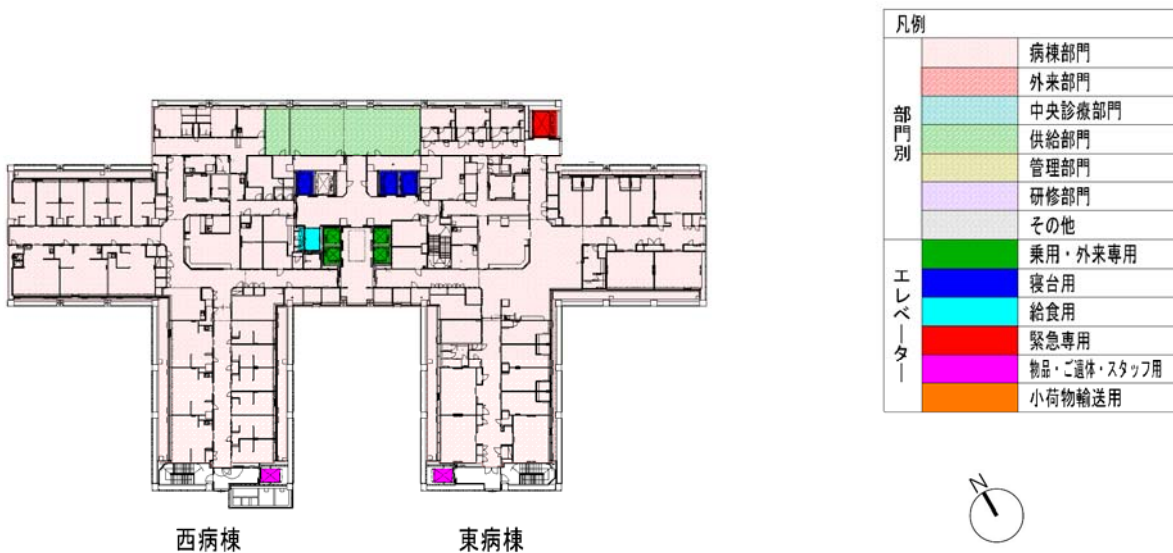 凡例
部門別
病棟部門
外来部門
中央診療部門
供給部門
管理部門
研修部門
その他
エレベーター
乗用・外来専用
寝台用
給食用
緊急専用
物品・ご遺体・スタッフ用
小荷物輸送用
西病棟
東病棟
N